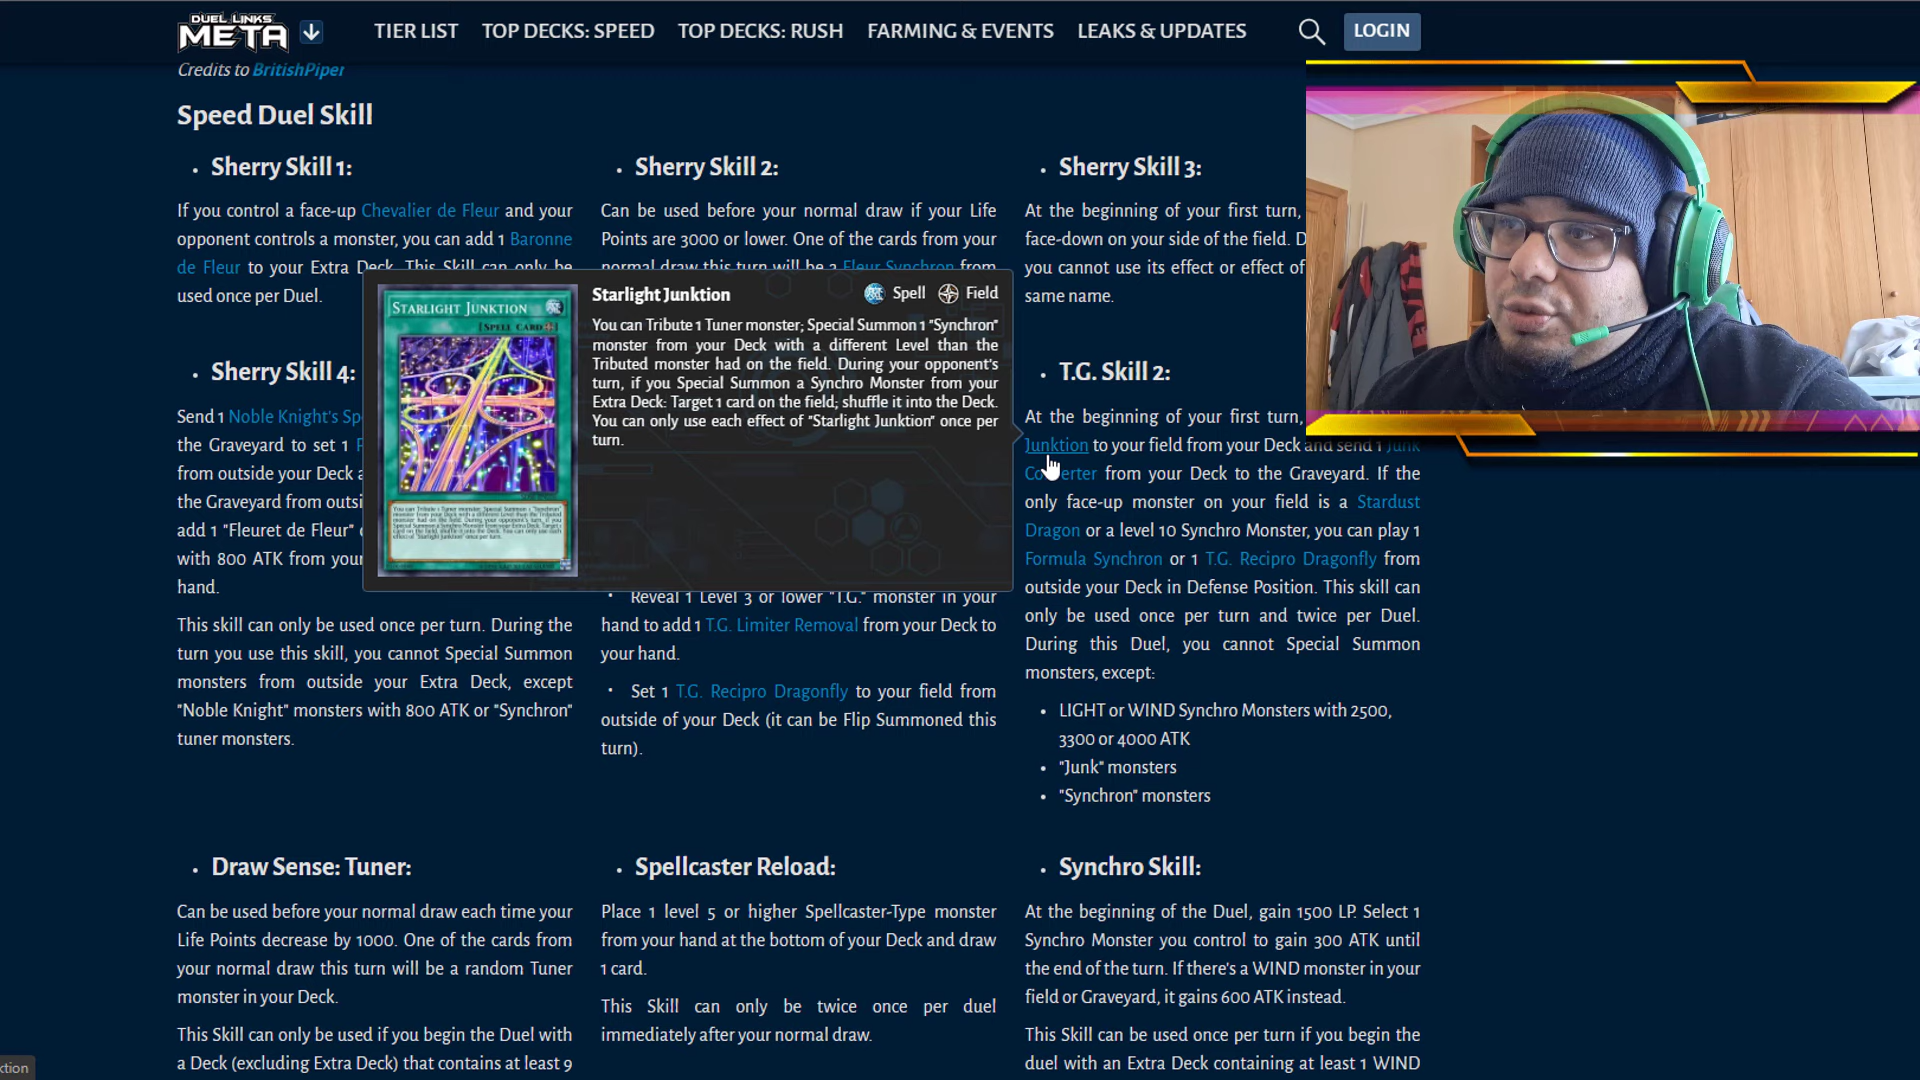 DUEL LINKS
META
TIER LIST
TOP DECKS: SPEED
TOP DECKS: RUSH
FARMING & EVENTS
LEAKS & UPDATES
LOGIN
Credits to BritishPiper
Speed Duel Skill
• Sherry Skill 1:
If you control a face-up Chevalier de Fleur and your
opponent controls a monster, you can add 1 Baronne
de Fleur to your Extra Deck. This Skill can only be
used once per Duel.
• Sherry Skill 2:
Can be used before your normal draw if your Life
Points are 3000 or lower. One of the cards from your
normal draw this turn will be a Fleur Synchron from
• Sherry Skill 3:
At the beginning of your first turn,
face-down on your side of the field. D
you cannot use its effect or effect of
same name.
• Sherry Skill 4:
Send 1 Noble Knight's Sp
the Graveyard to set 1
from outside your Deck a
the Graveyard from outsi
add 1 "Fleuret de Fleur"
with 800 ATK from your
hand.
This skill can only be used once per turn. During the
turn you use this skill, you cannot Special Summon
monsters from outside your Extra Deck, except
"Noble Knight" monsters with 800 ATK or "Synchron"
tuner monsters.
STARLIGHT JUNKTION
[SPELL CARD]
Starlight Junktion
Spell
Field
You can Tribute 1 Tuner monster; Special Summon 1 "Synchron"
monster from your Deck with a different Level than the
Tributed monster had on the field. During your opponent's
turn, if you Special Summon a Synchro Monster from your
Extra Deck: Target 1 card on the field; shuffle it into the Deck.
You can only use each effect of "Starlight Junktion" once per
turn.
• Reveal 1 Level 3 or lower "T.G." monster in your
hand to add 1 T.G. Limiter Removal from your Deck to
your hand.
• Set 1 T.G. Recipro Dragonfly to your field from
outside of your Deck (it can be Flip Summoned this
turn).
• T.G. Skill 2:
At the beginning of your first turn,
Junktion to your field from your Deck and send 1 Junk
Converter from your Deck to the Graveyard. If the
only face-up monster on your field is a Stardust
Dragon or a level 10 Synchro Monster, you can play 1
Formula Synchron or 1 T.G. Recipro Dragonfly from
outside your Deck in Defense Position. This skill can
only be used once per turn and twice per Duel.
During this Duel, you cannot Special Summon
monsters, except:
• LIGHT or WIND Synchro Monsters with 2500,
3300 or 4000 ATK
• "Junk" monsters
• "Synchron" monsters
• Draw Sense: Tuner:
Can be used before your normal draw each time your
Life Points decrease by 1000. One of the cards from
your normal draw this turn will be a random Tuner
monster in your Deck.
This Skill can only be used if you begin the Duel with
a Deck (excluding Extra Deck) that contains at least 9
• Spellcaster Reload:
Place 1 level 5 or higher Spellcaster-Type monster
from your hand at the bottom of your Deck and draw
1 card.
This Skill can only be twice once per duel
immediately after your normal draw.
• Synchro Skill:
At the beginning of the Duel, gain 1500 LP. Select 1
Synchro Monster you control to gain 300 ATK until
the end of the turn. If there's a WIND monster in your
field or Graveyard, it gains 600 ATK instead.
This Skill can be used once per turn if you begin the
duel with an Extra Deck containing at least 1 WIND
ktion